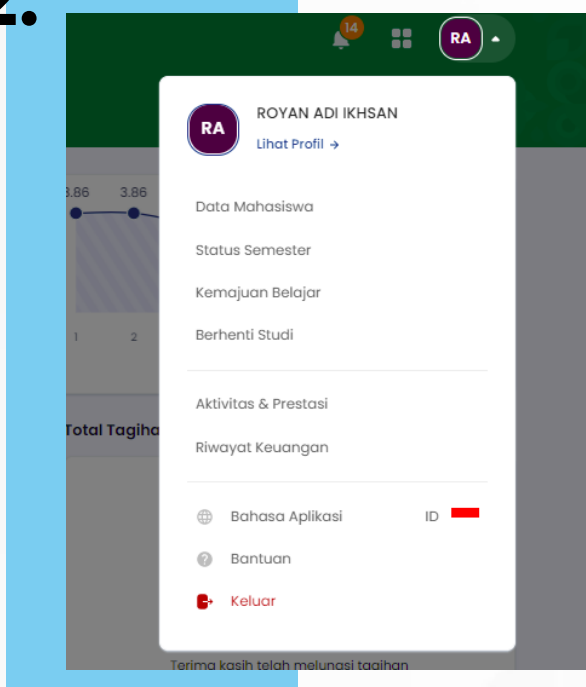 14
RA
RA
ROYAN ADI IKHSAN
Lihat Profil →
3.86 3.86
Data Mahasiswa
Status Semester
Kemajuan Belajar
1 2
Berhenti Studi
Aktivitas & Prestasi
Total Tagiha
Riwayat Keuangan
Bahasa Aplikasi ID
Bantuan
Keluar
Terima kasih telah melunasi tagihan